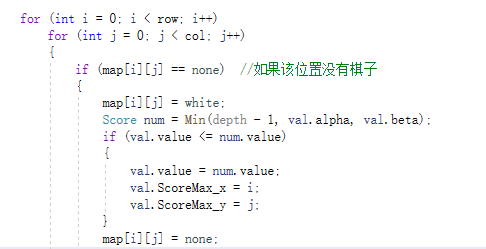 for (int i = 0; i < row; i++)
for (int j = 0; j < col; j++)
{
if (map[i][j] == none) //如果该位置没有棋子
{
map[i][j] = white;
Score num = Min(depth - 1, val.alpha, val.beta);
if (val.value <= num.value)
{
val.value = num.value;
val.ScoreMax_x = i;
val.ScoreMax_y = j;
}
map[i][j] = none;